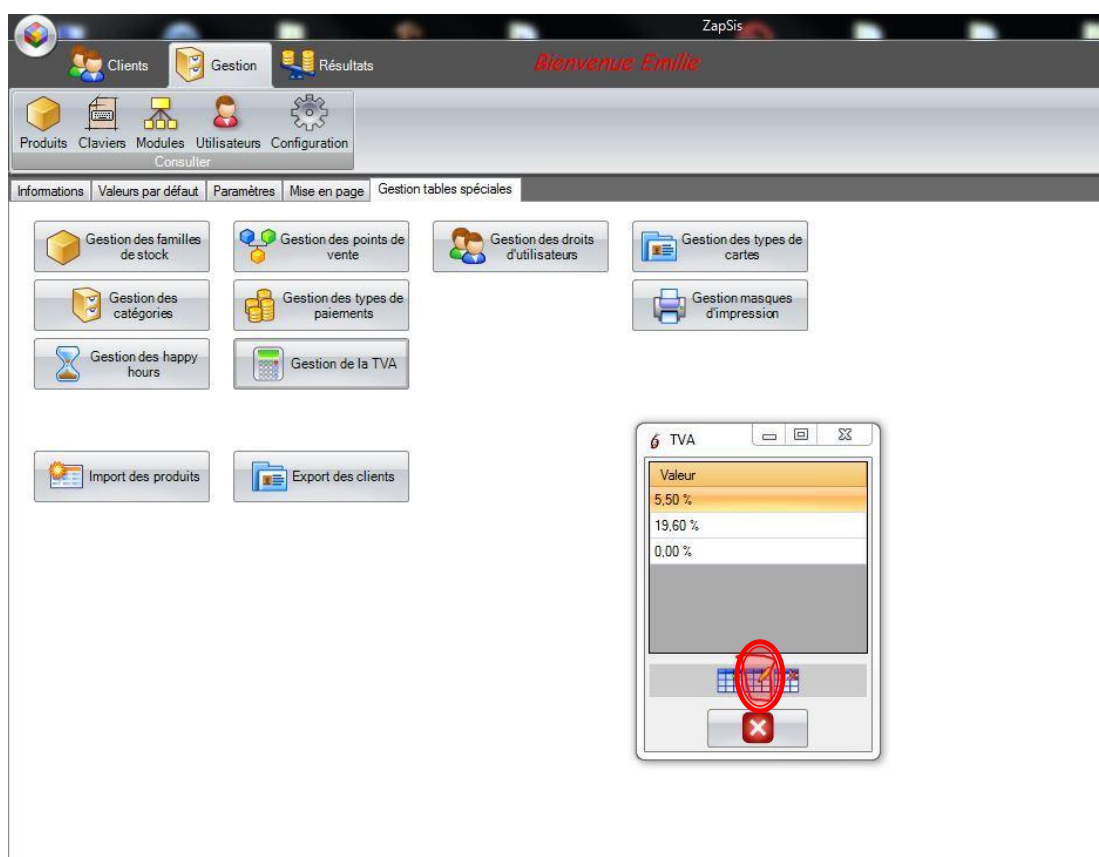 ZapSis
Clients Gestion Résultats Bienvenue Emilie
Produits Claviers Modules Utilisateurs Configuration
Consulter
Informations Valeurs par défaut Paramètres Mise en page Gestion tables spéciales
Gestion des familles
de stock
Gestion des points de
vente
Gestion des droits
d'utilisateurs
Gestion des types de
cartes
Gestion des
catégories
Gestion des types de
paiements
Gestion masques
d'impression
Gestion des happy
hours
Gestion de la TVA
Import des produits
Export des clients
TVA
Valeur
5,50 %
19,60 %
0,00 %